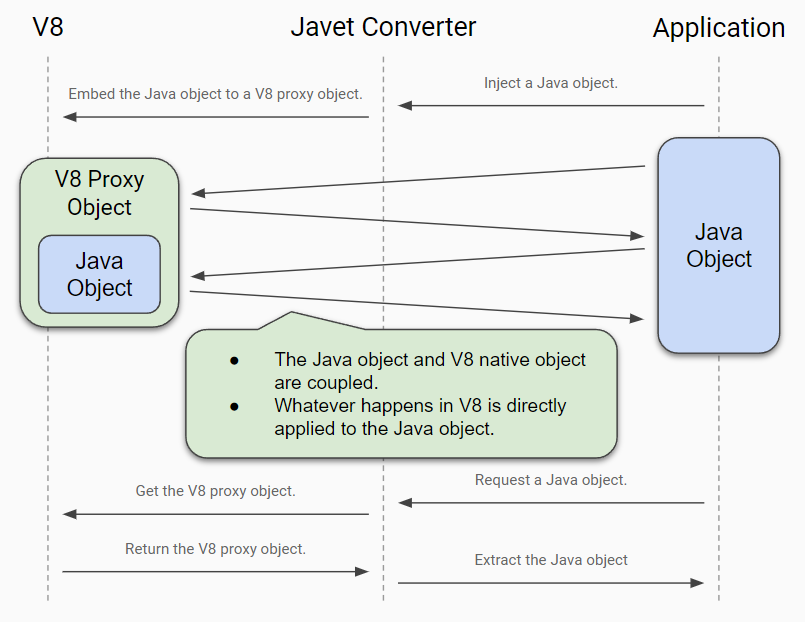 V8
Javet Converter
Application
Embed the Java object to a V8 proxy object.
Inject a Java object.
V8 Proxy
Object
Java
Object
Java
Object
● The Java object and V8 native object
are coupled.
● Whatever happens in V8 is directly
applied to the Java object.
Get the V8 proxy object.
Request a Java object.
Return the V8 proxy object.
Extract the Java object